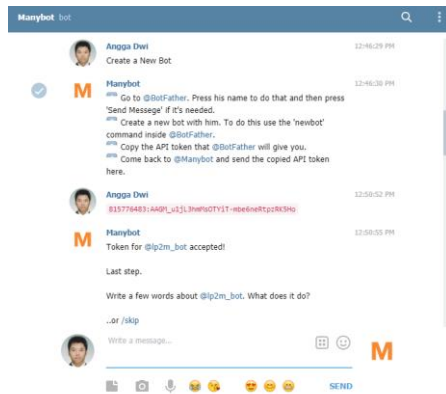 Manybot bot
Angga Dwi 12:46:29 PM
Create a New Bot
Manybot 12:46:30 PM
Go to @BotFather. Press his name to do that and then press
'Send Messege' if it's needed.
Create a new bot with him. To do this use the 'newbot'
command inside @BotFather.
Copy the API token that @BotFather will give you.
Come back to @Manybot and send the copied API token
here.
Angga Dwi 12:50:52 PM
Manybot 12:50:55 PM
Token for @lp2m_bot accepted!
Last step.
Write a few words about @lp2m_bot. What does it do?
..or /skip
Write a message...
SEND